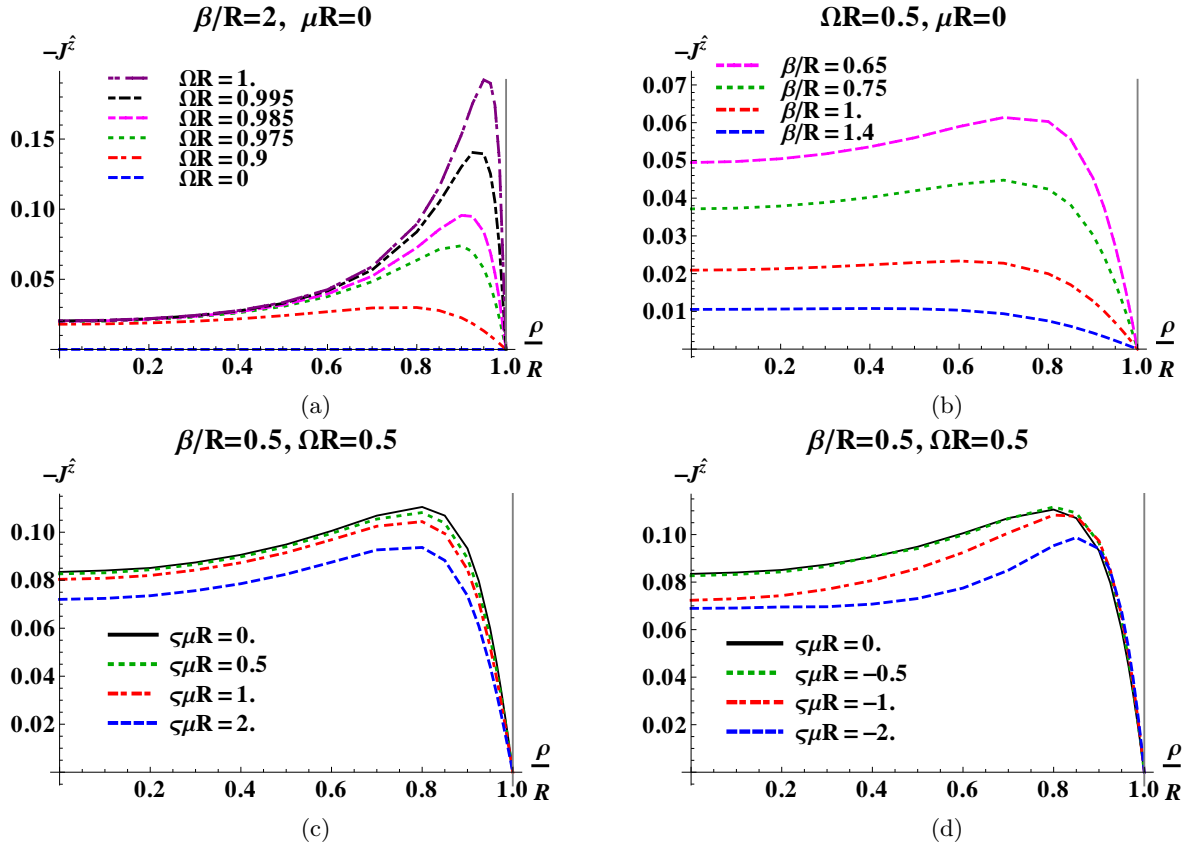 β/R=2, μR=0
−J^ẑ
ΩR = 1.
ΩR = 0.995
ΩR = 0.985
ΩR = 0.975
ΩR = 0.9
ΩR = 0
0.15
0.10
0.05
0.2 0.4 0.6 0.8 1.0
ρ/R
(a)
ΩR=0.5, μR=0
−J^ẑ
β/R = 0.65
β/R = 0.75
β/R = 1.
β/R = 1.4
0.07
0.06
0.05
0.04
0.03
0.02
0.01
0.2 0.4 0.6 0.8 1.0
ρ/R
(b)
β/R=0.5, ΩR=0.5
−J^ẑ
0.10
0.08
0.06
0.04
0.02
ςμR = 0.
ςμR = 0.5
ςμR = 1.
ςμR = 2.
0.2 0.4 0.6 0.8 1.0
ρ/R
(c)
β/R=0.5, ΩR=0.5
−J^ẑ
0.10
0.08
0.06
0.04
0.02
ςμR = 0.
ςμR = −0.5
ςμR = −1.
ςμR = −2.
0.2 0.4 0.6 0.8 1.0
ρ/R
(d)